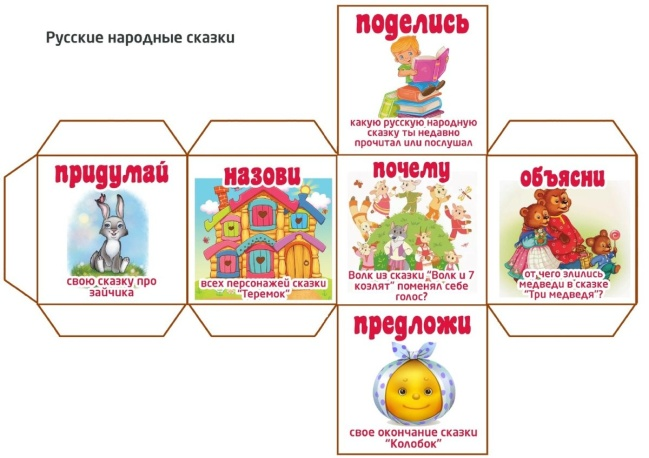 Русские народные сказки
поделись
какую русскую народную
сказку ты недавно
прочитал или послушал
придумай
свою сказку про
зайчика
назови
всех персонажей сказки
"Теремок"
почему
Волк из сказки "Волк и 7
козлят" поменял себе
голос?
объясни
от чего злились
медведи в сказке
"Три медведя"?
предложи
свое окончание сказки
"Колобок"